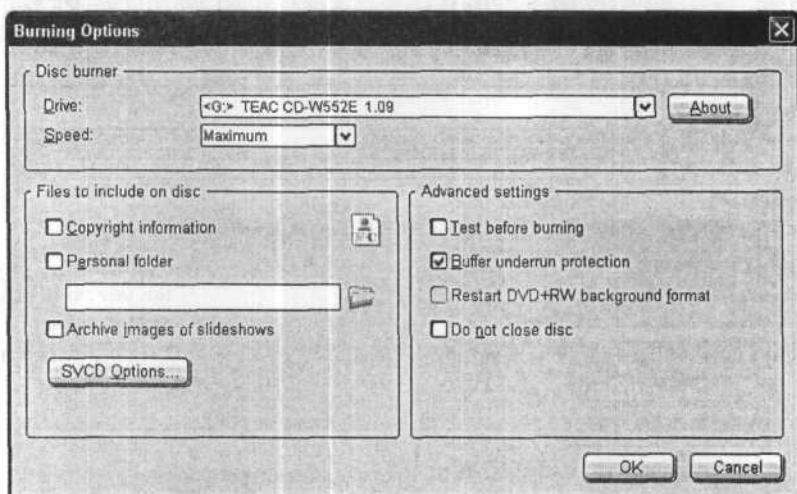 Burning Options
Disc burner
Drive:
<G:> TEAC CD-W552E 1.09
About
Speed:
Maximum
Files to include on disc
Copyright information
Personal folder
Archive images of slideshows
SVCD Options...
Advanced settings
Test before burning
Buffer underrun protection
Restart DVD+RW background format
Do not close disc
OK
Cancel